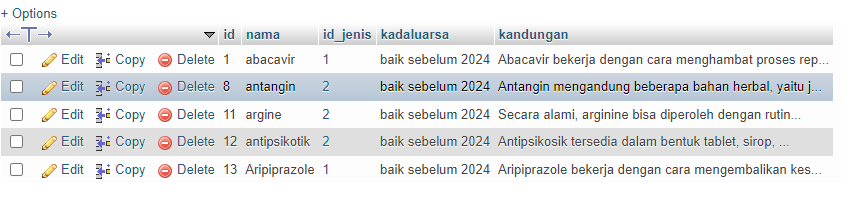 + Options
id nama id_jenis kadaluarsa kandungan
Edit Copy Delete 1 abacavir 1 baik sebelum 2024 Abacavir bekerja dengan cara menghambat proses rep...
Edit Copy Delete 8 antangin 2 baik sebelum 2024 Antangin mengandung beberapa bahan herbal, yaitu j...
Edit Copy Delete 11 argine 2 baik sebelum 2024 Secara alami, arginine bisa diperoleh dengan rutin...
Edit Copy Delete 12 antipsikotik 2 baik sebelum 2024 Antipsikosik tersedia dalam bentuk tablet, sirop, ...
Edit Copy Delete 13 Aripiprazole 1 baik sebelum 2024 Aripiprazole bekerja dengan cara mengembalikan kes...